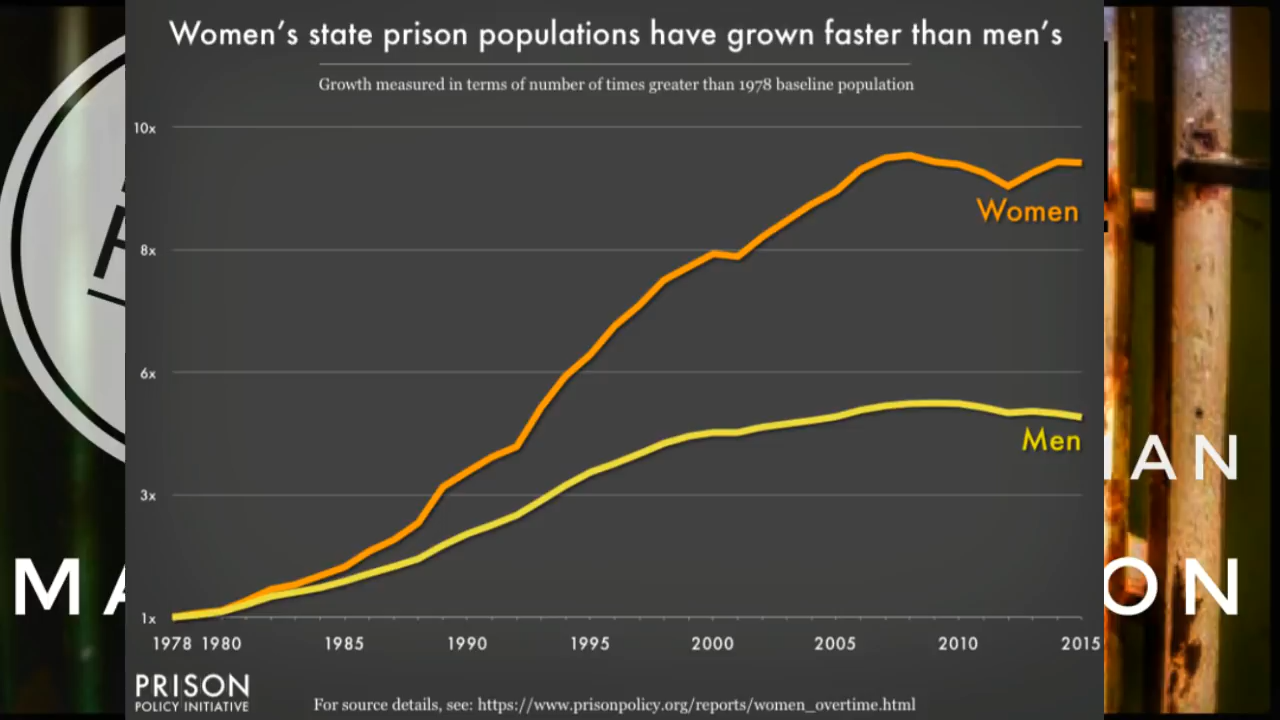 Women's state prison populations have grown faster than men's
Growth measured in terms of number of times greater than 1978 baseline population
10x
8x
6x
3x
1x
Women
Men
1978 1980 1985 1990 1995 2000 2005 2010 2015
PRISON
POLICY INITIATIVE
For source details, see: https://www.prisonpolicy.org/reports/women_overtime.html